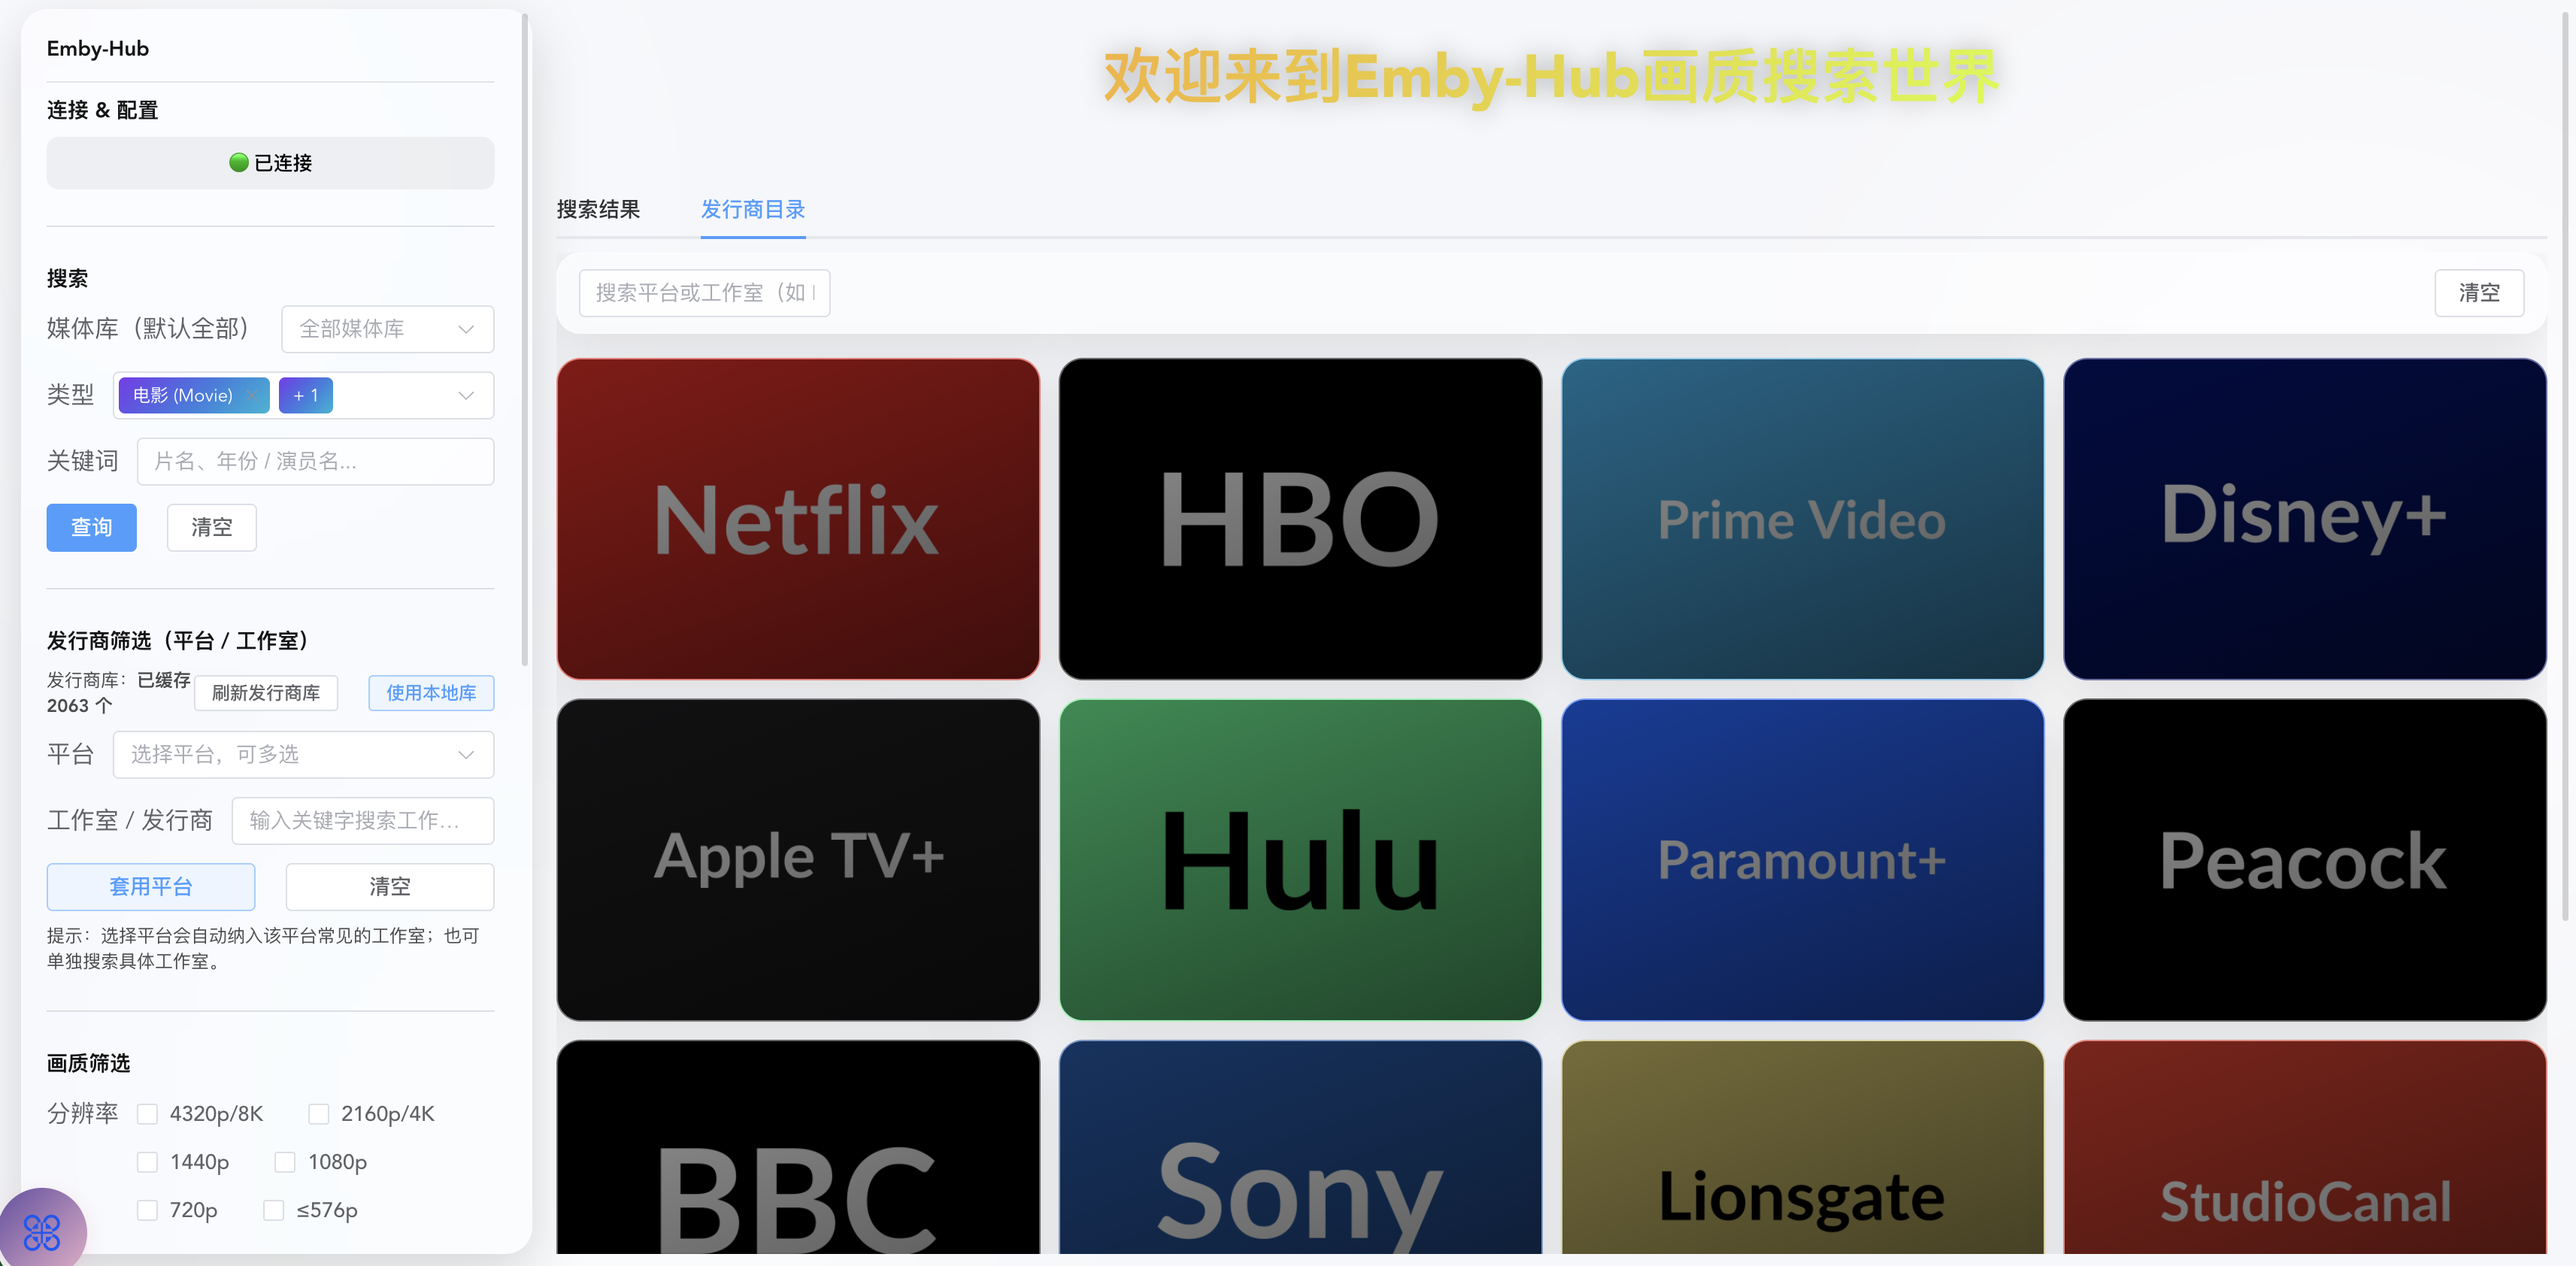 Emby-Hub
连接 & 配置
已连接
搜索
媒体库（默认全部）
全部媒体库
类型
电影 (Movie)
+ 1
关键词
片名、年份 / 演员名...
查询
清空
发行商筛选（平台 / 工作室）
发行商库：已缓存
2063 个
刷新发行商库
使用本地库
平台
选择平台，可多选
工作室 / 发行商
输入关键字搜索工作...
套用平台
清空
提示：选择平台会自动纳入该平台常见的工作室；也可
单独搜索具体工作室。
画质筛选
分辨率
4320p/8K
2160p/4K
1440p
1080p
720p
≤576p
欢迎来到Emby-Hub画质搜索世界
搜索结果
发行商目录
搜索平台或工作室（如
清空
Netflix
HBO
Prime Video
Disney+
Apple TV+
Hulu
Paramount+
Peacock
BBC
Sony
Lionsgate
StudioCanal